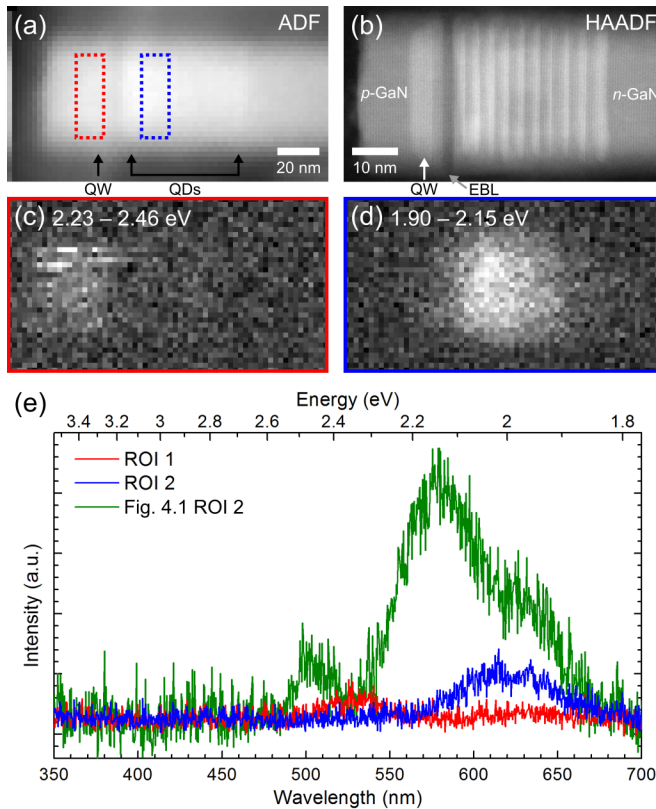 (a) ADF
20 nm
QW QDs
(b) HAADF
p-GaN
n-GaN
10 nm
QW EBL
(c) 2.23 – 2.46 eV
(d) 1.90 – 2.15 eV
(e)
Energy (eV)
3.4 3.2 3 2.8 2.6 2.4 2.2 2 1.8
ROI 1
ROI 2
Fig. 4.1 ROI 2
Intensity (a.u.)
350 400 450 500 550 600 650 700
Wavelength (nm)